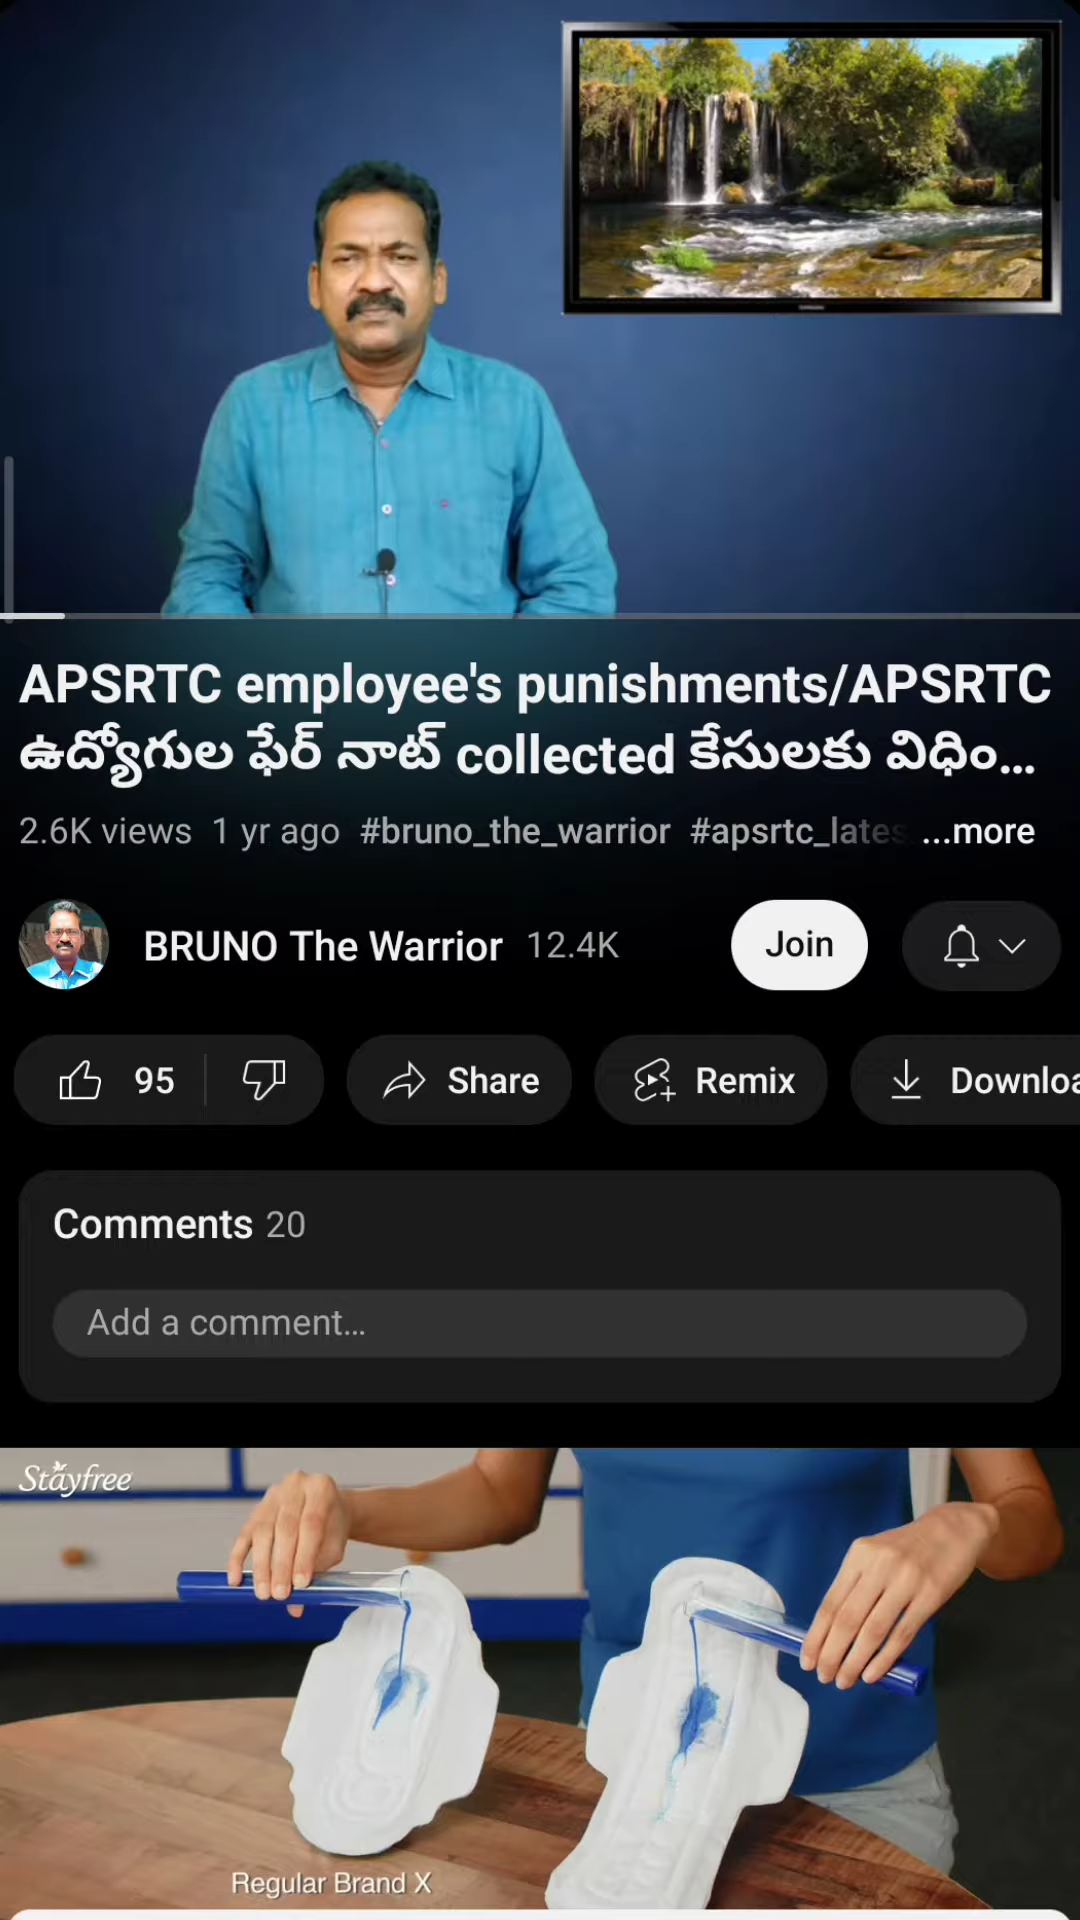 APSRTC employee's punishments/APSRTC
ఉద్యోగుల ఫేర్ నాట్ collected కేసులకు విధిం...
2.6K views 1 yr ago #bruno_the_warrior #apsrtc_lates ...more
BRUNO The Warrior 12.4K Join
95 Share Remix Downloa
Comments 20
Add a comment...
Stayfree
Regular Brand X